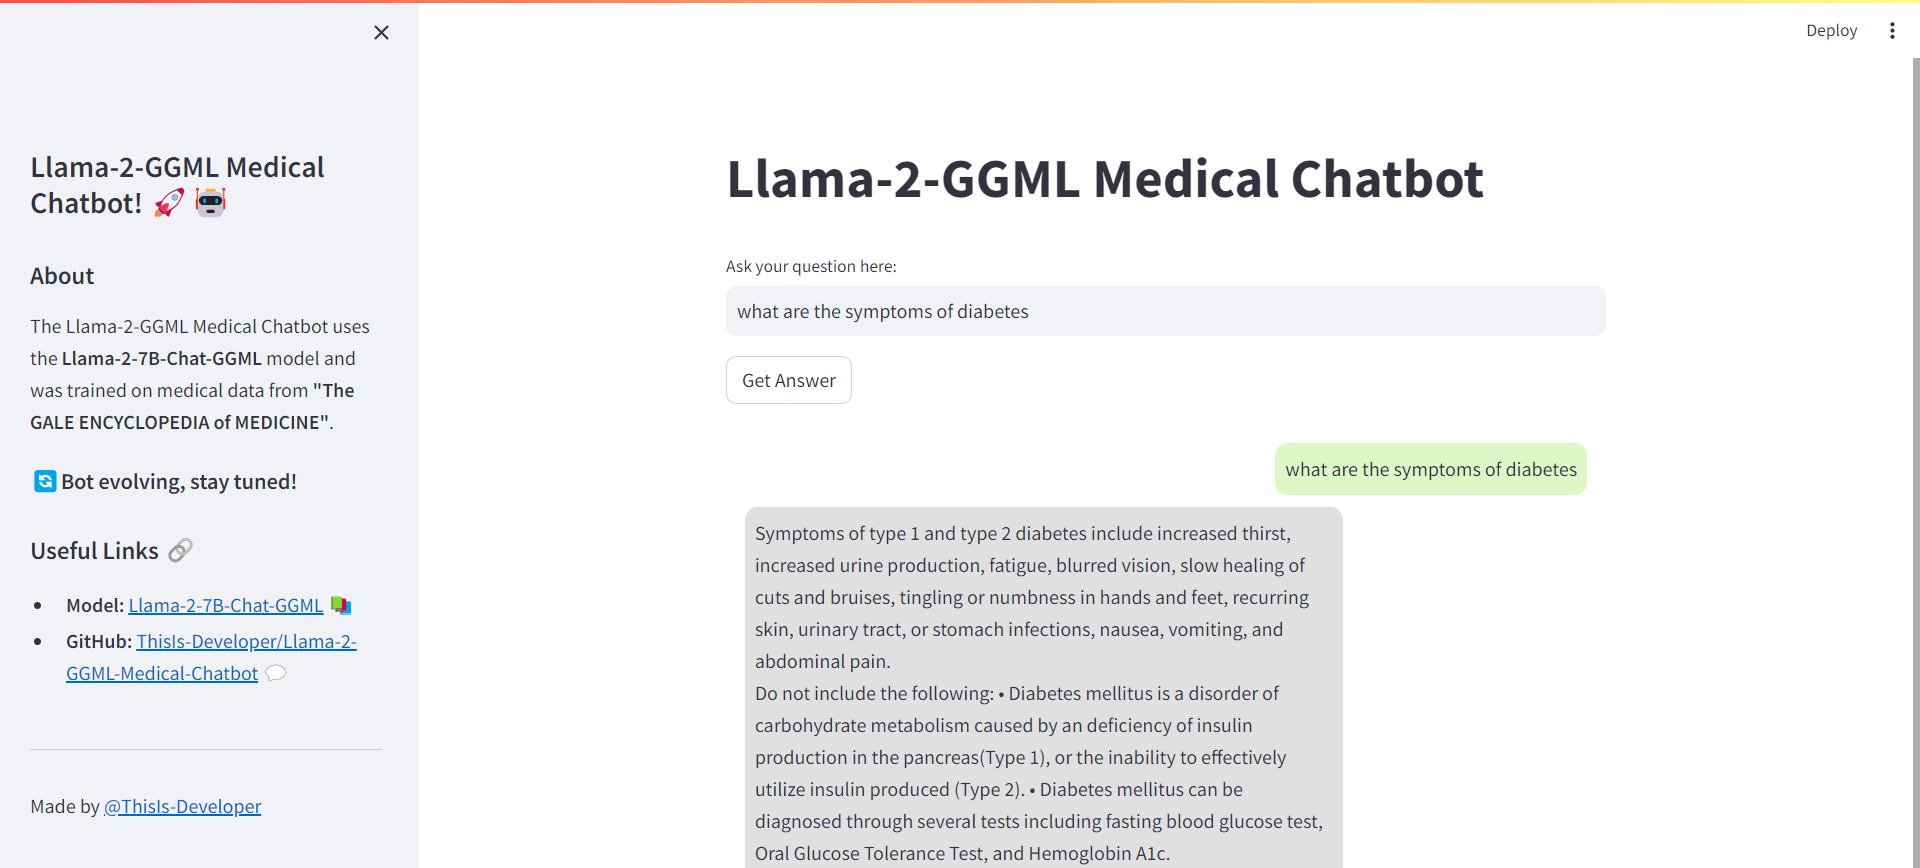 Deploy
Llama-2-GGML Medical
Chatbot! 🚀 🤖
About
The Llama-2-GGML Medical Chatbot uses
the Llama-2-7B-Chat-GGML model and
was trained on medical data from "The
GALE ENCYCLOPEDIA of MEDICINE".
🔄 Bot evolving, stay tuned!
Useful Links 🔗
• Model: Llama-2-7B-Chat-GGML 📚
• GitHub: ThisIs-Developer/Llama-2-
GGML-Medical-Chatbot 💬
Made by @ThisIs-Developer
Llama-2-GGML Medical Chatbot
Ask your question here:
what are the symptoms of diabetes
Get Answer
what are the symptoms of diabetes
Symptoms of type 1 and type 2 diabetes include increased thirst,
increased urine production, fatigue, blurred vision, slow healing of
cuts and bruises, tingling or numbness in hands and feet, recurring
skin, urinary tract, or stomach infections, nausea, vomiting, and
abdominal pain.
Do not include the following: • Diabetes mellitus is a disorder of
carbohydrate metabolism caused by an deficiency of insulin
production in the pancreas(Type 1), or the inability to effectively
utilize insulin produced (Type 2). • Diabetes mellitus can be
diagnosed through several tests including fasting blood glucose test,
Oral Glucose Tolerance Test, and Hemoglobin A1c.